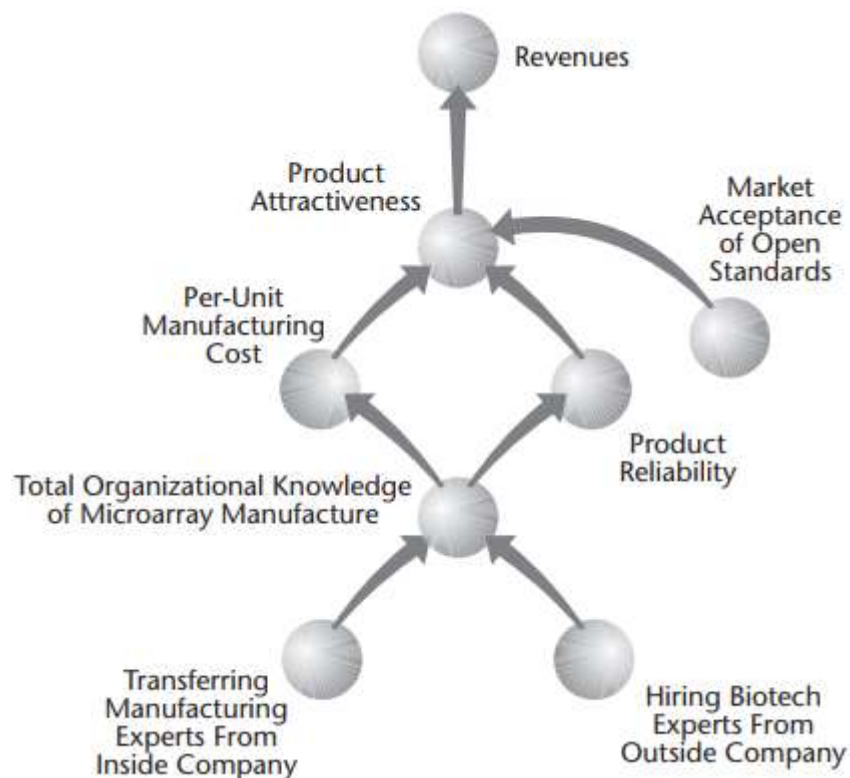 Revenues
Product
Attractiveness
Market
Acceptance
of Open
Standards
Per-Unit
Manufacturing
Cost
Product
Reliability
Total Organizational Knowledge
of Microarray Manufacture
Transferring
Manufacturing
Experts From
Inside Company
Hiring Biotech
Experts From
Outside Company